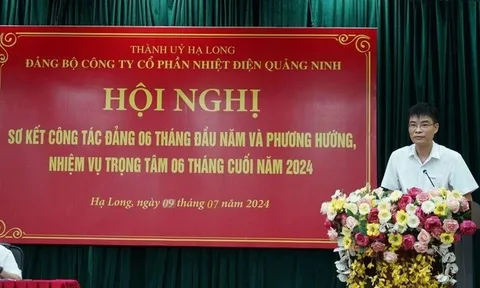 THÀNH UỶ HẠ LONG
ĐẢNG BỘ CÔNG TY CỔ PHẦN NHIỆT ĐIỆN QUẢNG NINH
HỘI NGHỊ
SƠ KẾT CÔNG TÁC ĐẢNG 06 THÁNG ĐẦU NĂM VÀ PHƯƠNG HƯỚNG,
NHIỆM VỤ TRỌNG TÂM 06 THÁNG CUỐI NĂM 2024
Hạ Long, ngày 09 tháng 07 năm 2024